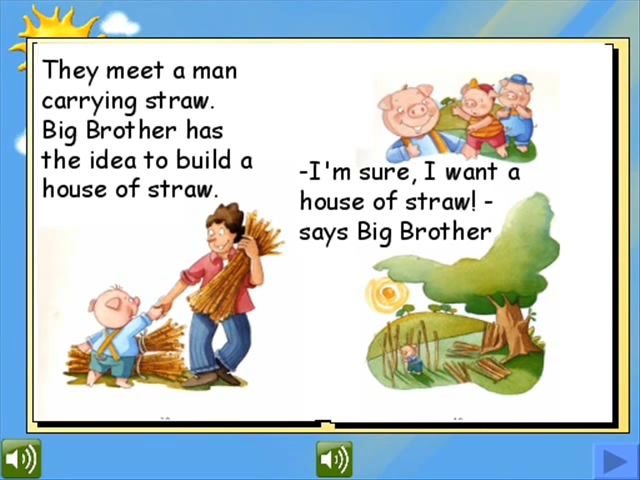 They meet a man
carrying straw.
Big Brother has
the idea to build a
house of straw.
-I'm sure, I want a
house of straw! -
says Big Brother